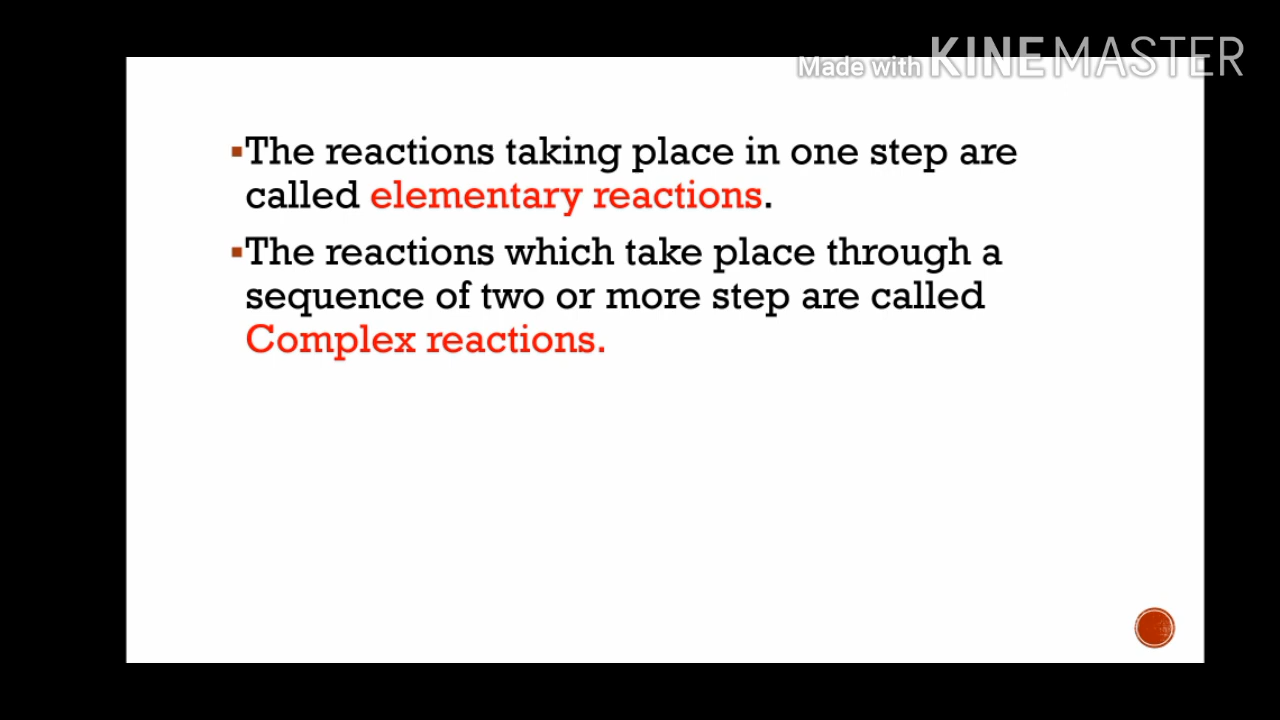 Made with KINEMASTER
▪The reactions taking place in one step are
called elementary reactions.
▪The reactions which take place through a
sequence of two or more step are called
Complex reactions.